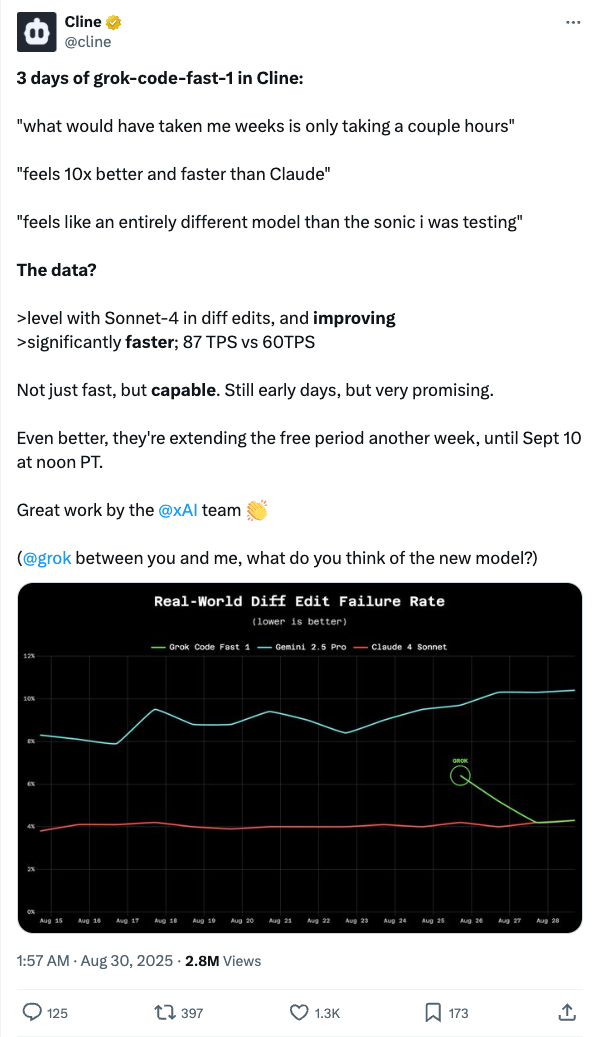 Cline
@cline
3 days of grok-code-fast-1 in Cline:
"what would have taken me weeks is only taking a couple hours"
"feels 10x better and faster than Claude"
"feels like an entirely different model than the sonic i was testing"
The data?
>level with Sonnet-4 in diff edits, and improving
>significantly faster; 87 TPS vs 60TPS
Not just fast, but capable. Still early days, but very promising.
Even better, they're extending the free period another week, until Sept 10
at noon PT.
Great work by the @xAI team 👏
(@grok between you and me, what do you think of the new model?)
Real-World Diff Edit Failure Rate
(lower is better)
Grok Code Fast 1 Gemini 2.5 Pro Claude 4 Sonnet
12%
10%
8%
GROK
6%
4%
2%
0%
Aug 15 Aug 16 Aug 17 Aug 18 Aug 19 Aug 20 Aug 21 Aug 22 Aug 23 Aug 24 Aug 25 Aug 26 Aug 27 Aug 28
1:57 AM · Aug 30, 2025 · 2.8M Views
125 397 1.3K 173